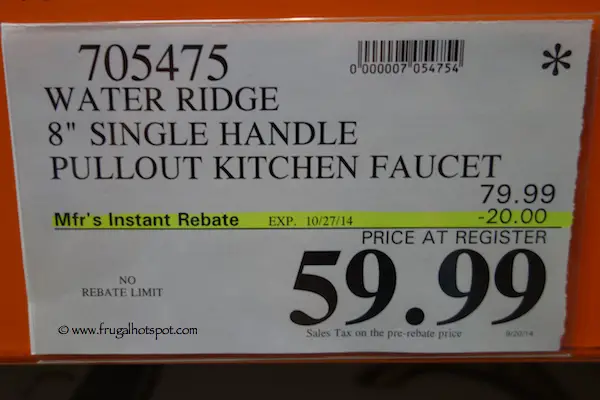 705475
0 000007 054754
*
WATER RIDGE
8" SINGLE HANDLE
PULLOUT KITCHEN FAUCET
79.99
Mfr's Instant Rebate EXP. 10/27/14 -20.00
PRICE AT REGISTER
59.99
NO
REBATE LIMIT
Sales Tax on the pre-rebate price
© www.frugalhotspot.com